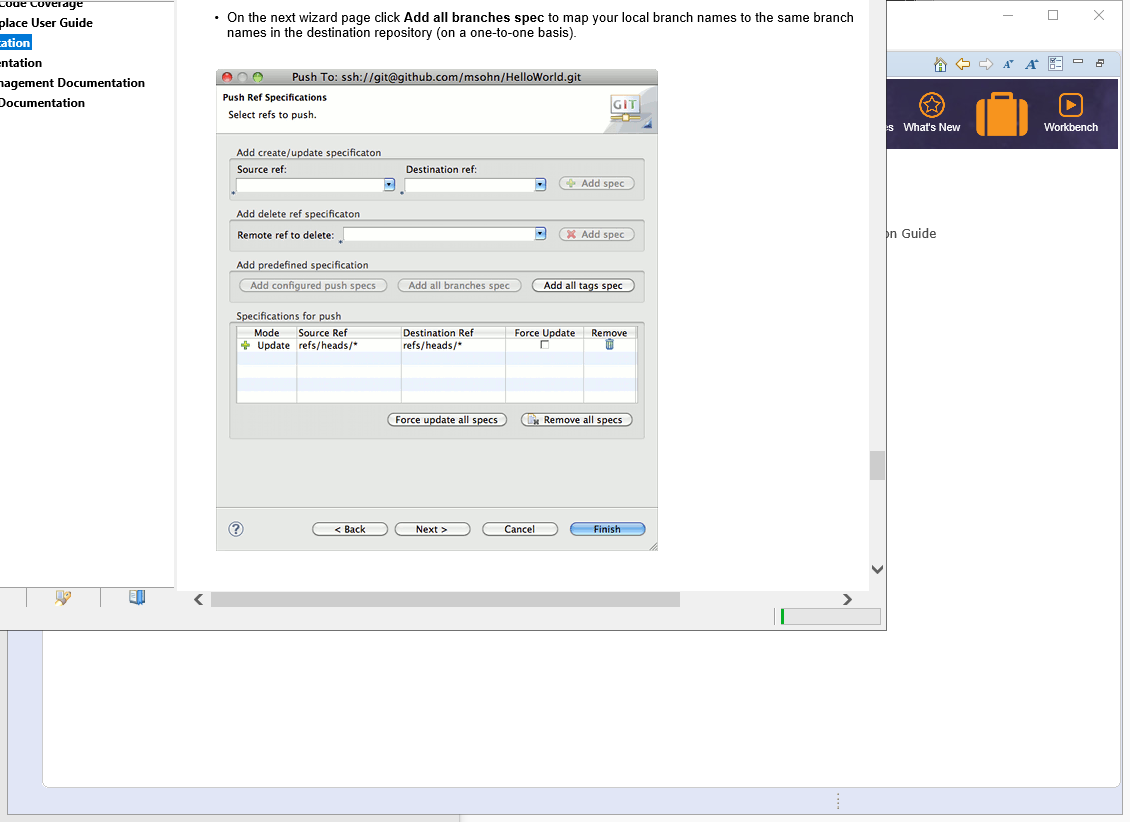 Code Coverage
place User Guide
tation
entation
nagement Documentation
Documentation
• On the next wizard page click Add all branches spec to map your local branch names to the same branch
names in the destination repository (on a one-to-one basis).
Push To: ssh://git@github.com/msohn/HelloWorld.git
Push Ref Specifications
Select refs to push.
GIT
Add create/update specificaton
Source ref:
Destination ref:
* * Add spec
Add delete ref specificaton
Remote ref to delete: * Add spec
Add predefined specification
Add configured push specs Add all branches spec Add all tags spec
Specifications for push
Mode Source Ref Destination Ref Force Update Remove
Update refs/heads/* refs/heads/*
Force update all specs Remove all specs
? < Back Next > Cancel Finish
es What's New Workbench
on Guide